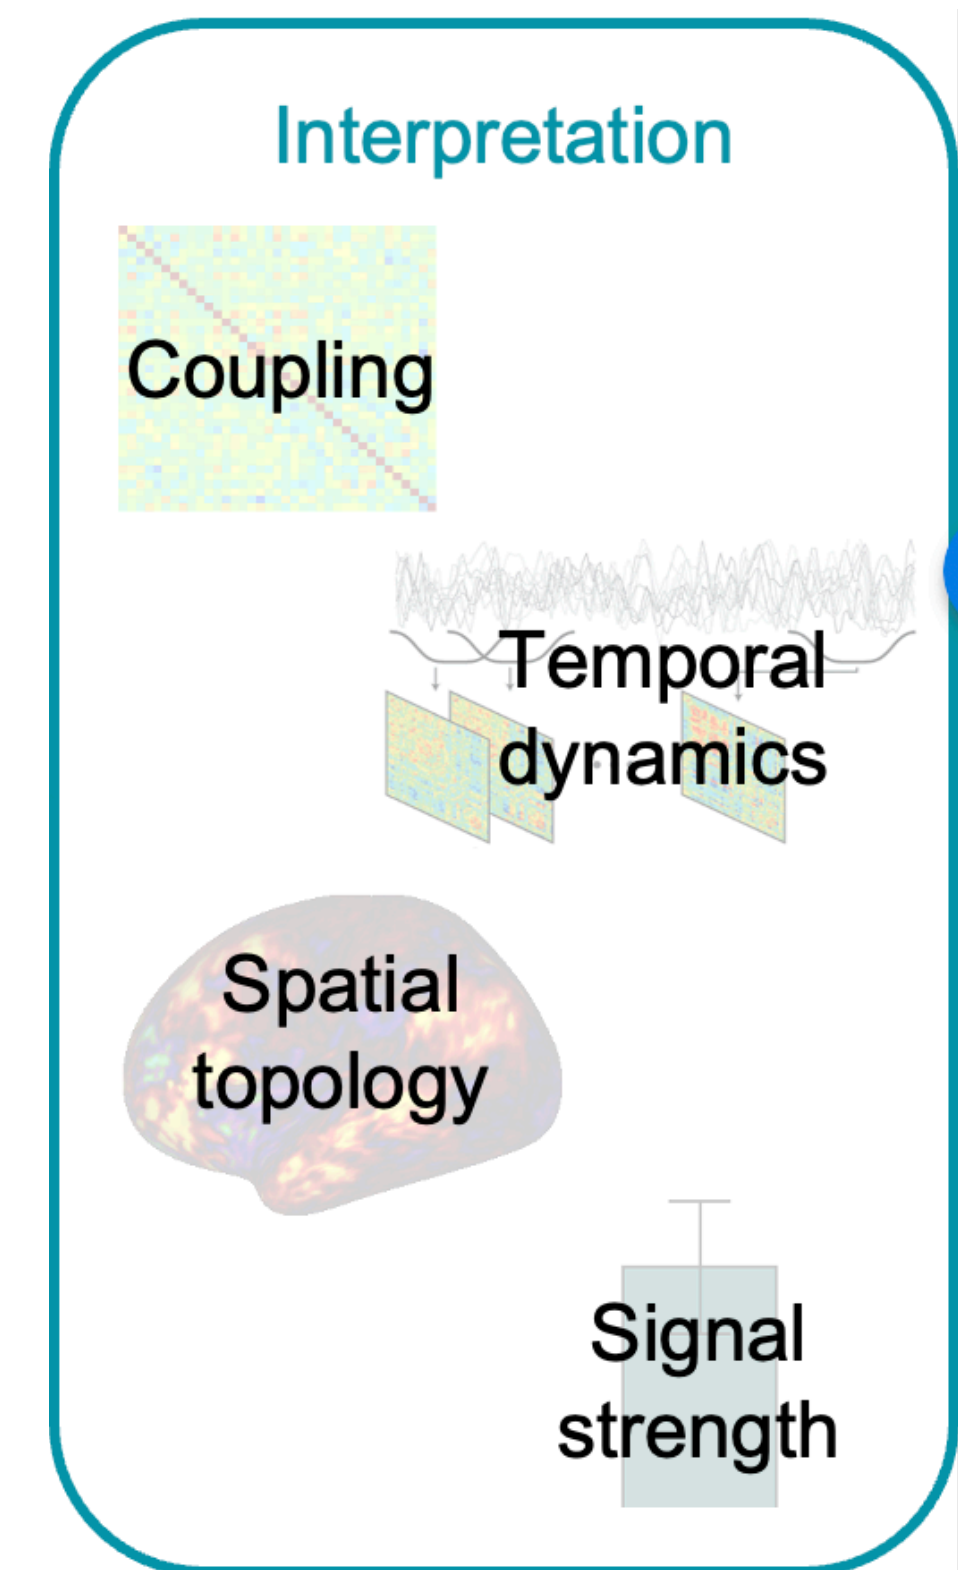 Interpretation
Coupling
Temporal
dynamics
Spatial
topology
Signal
strength